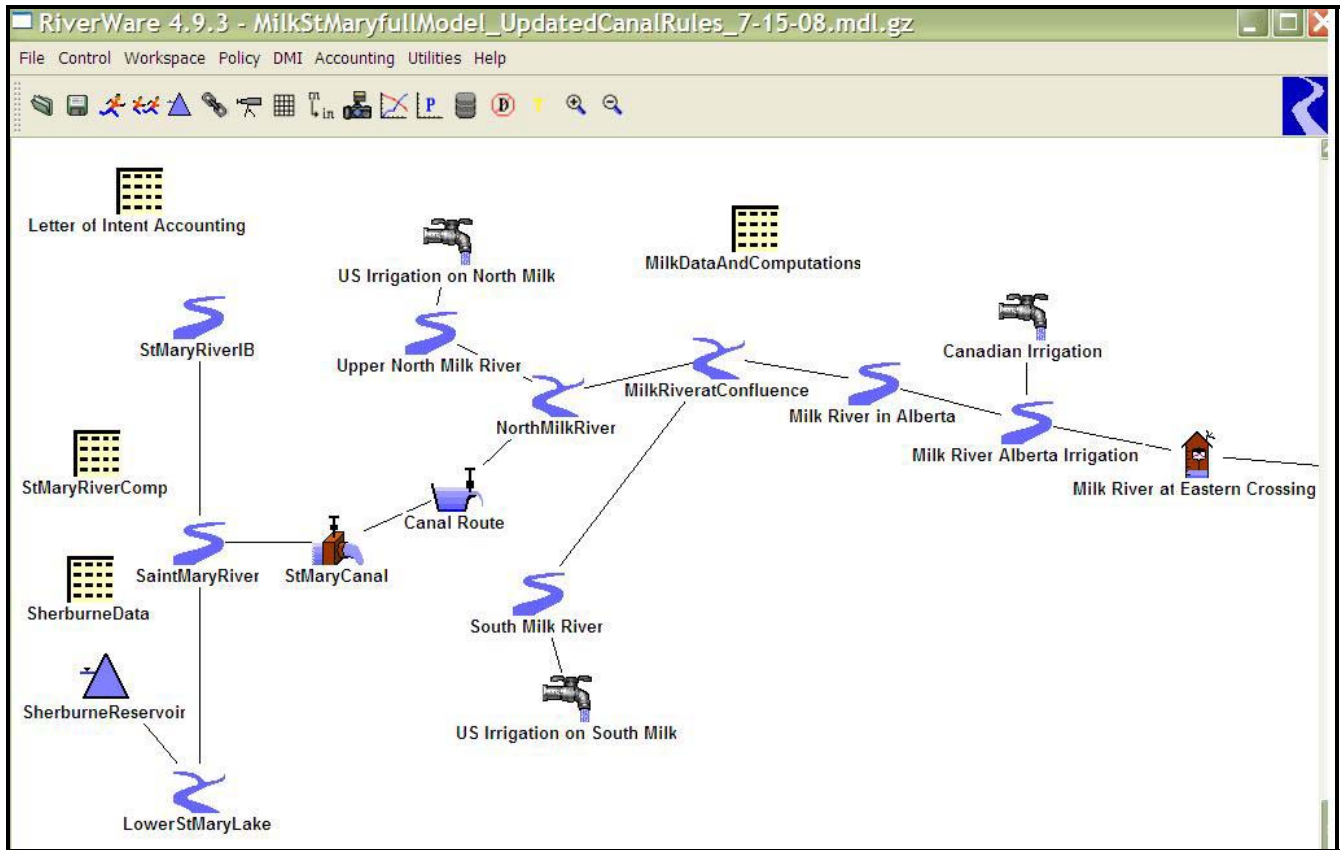 RiverWare 4.9.3 - MilkStMaryfullModel_UpdatedCanalRules_7-15-08.mdl.gz
File Control Workspace Policy DMI Accounting Utilities Help
in P D
Letter of Intent Accounting
US Irrigation on North Milk
MilkDataAndComputations
StMaryRiverIB
Upper North Milk River
Canadian Irrigation
MilkRiveratConfluence
NorthMilkRiver
Milk River in Alberta
Milk River Alberta Irrigation
StMaryRiverComp
Milk River at Eastern Crossing
Canal Route
SaintMaryRiver
StMaryCanal
SherburneData
South Milk River
SherburneReservoir
US Irrigation on South Milk
LowerStMaryLake